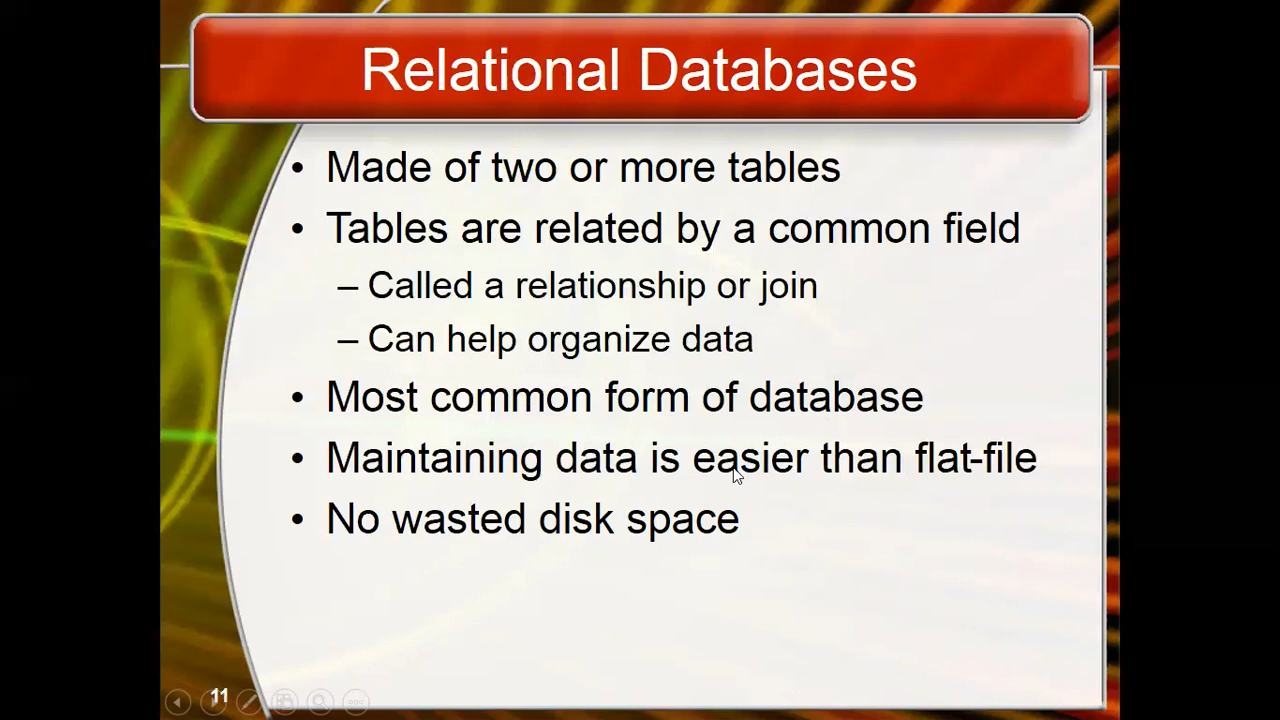 Relational Databases
• Made of two or more tables
• Tables are related by a common field
– Called a relationship or join
– Can help organize data
• Most common form of database
• Maintaining data is easier than flat-file
• No wasted disk space
11